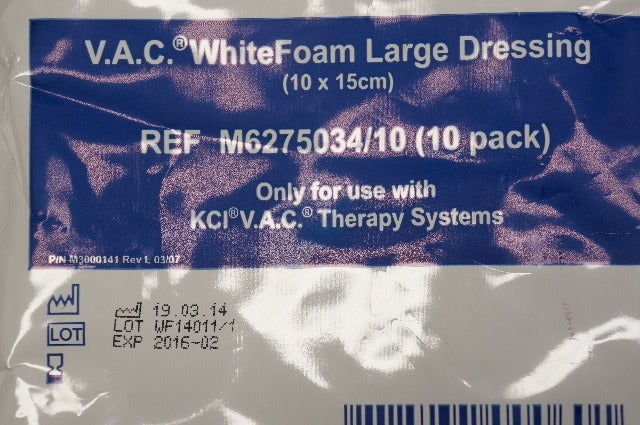 V.A.C.®WhiteFoam Large Dressing
(10 x 15cm)
REF M6275034/10 (10 pack)
Only for use with
KCI®V.A.C.® Therapy Systems
P/N M3000141 Rev L 03/07
19.03.14
LOT
LOT WF14011/1
EXP 2016-02